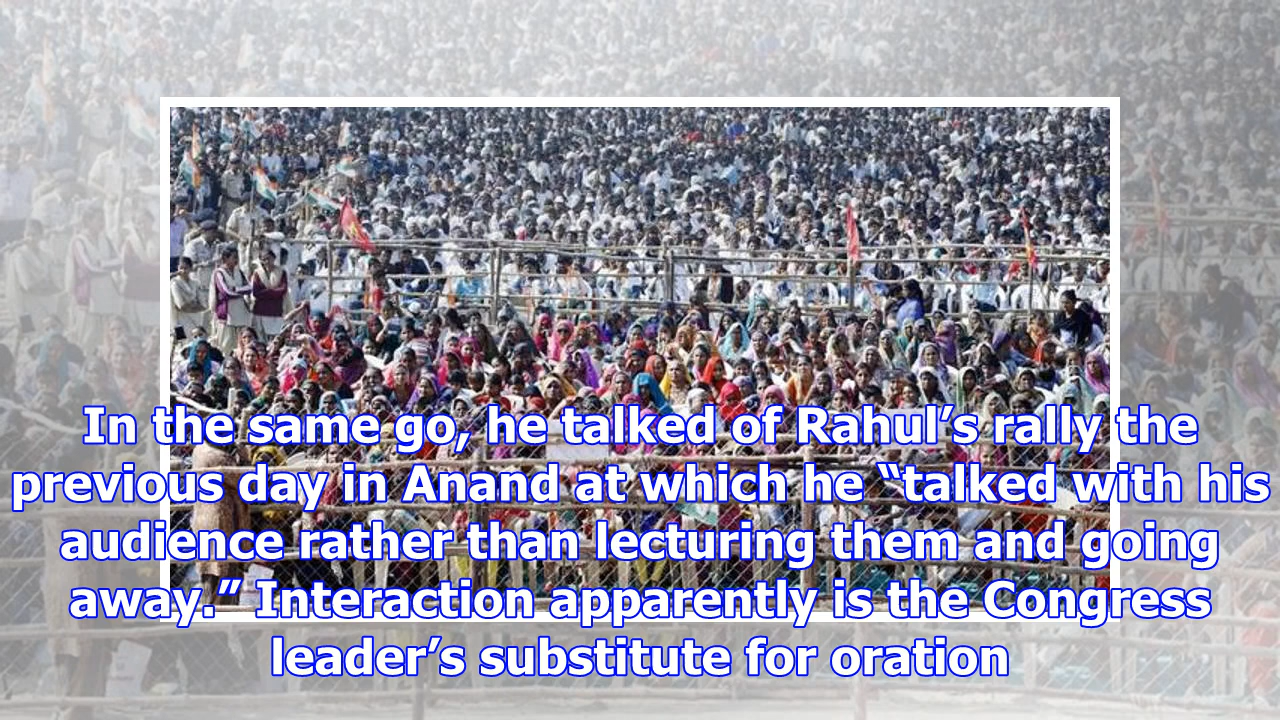 In the same go, he talked of Rahul’s rally the
previous day in Anand at which he “talked with his
audience rather than lecturing them and going
away.” Interaction apparently is the Congress
leader’s substitute for oration